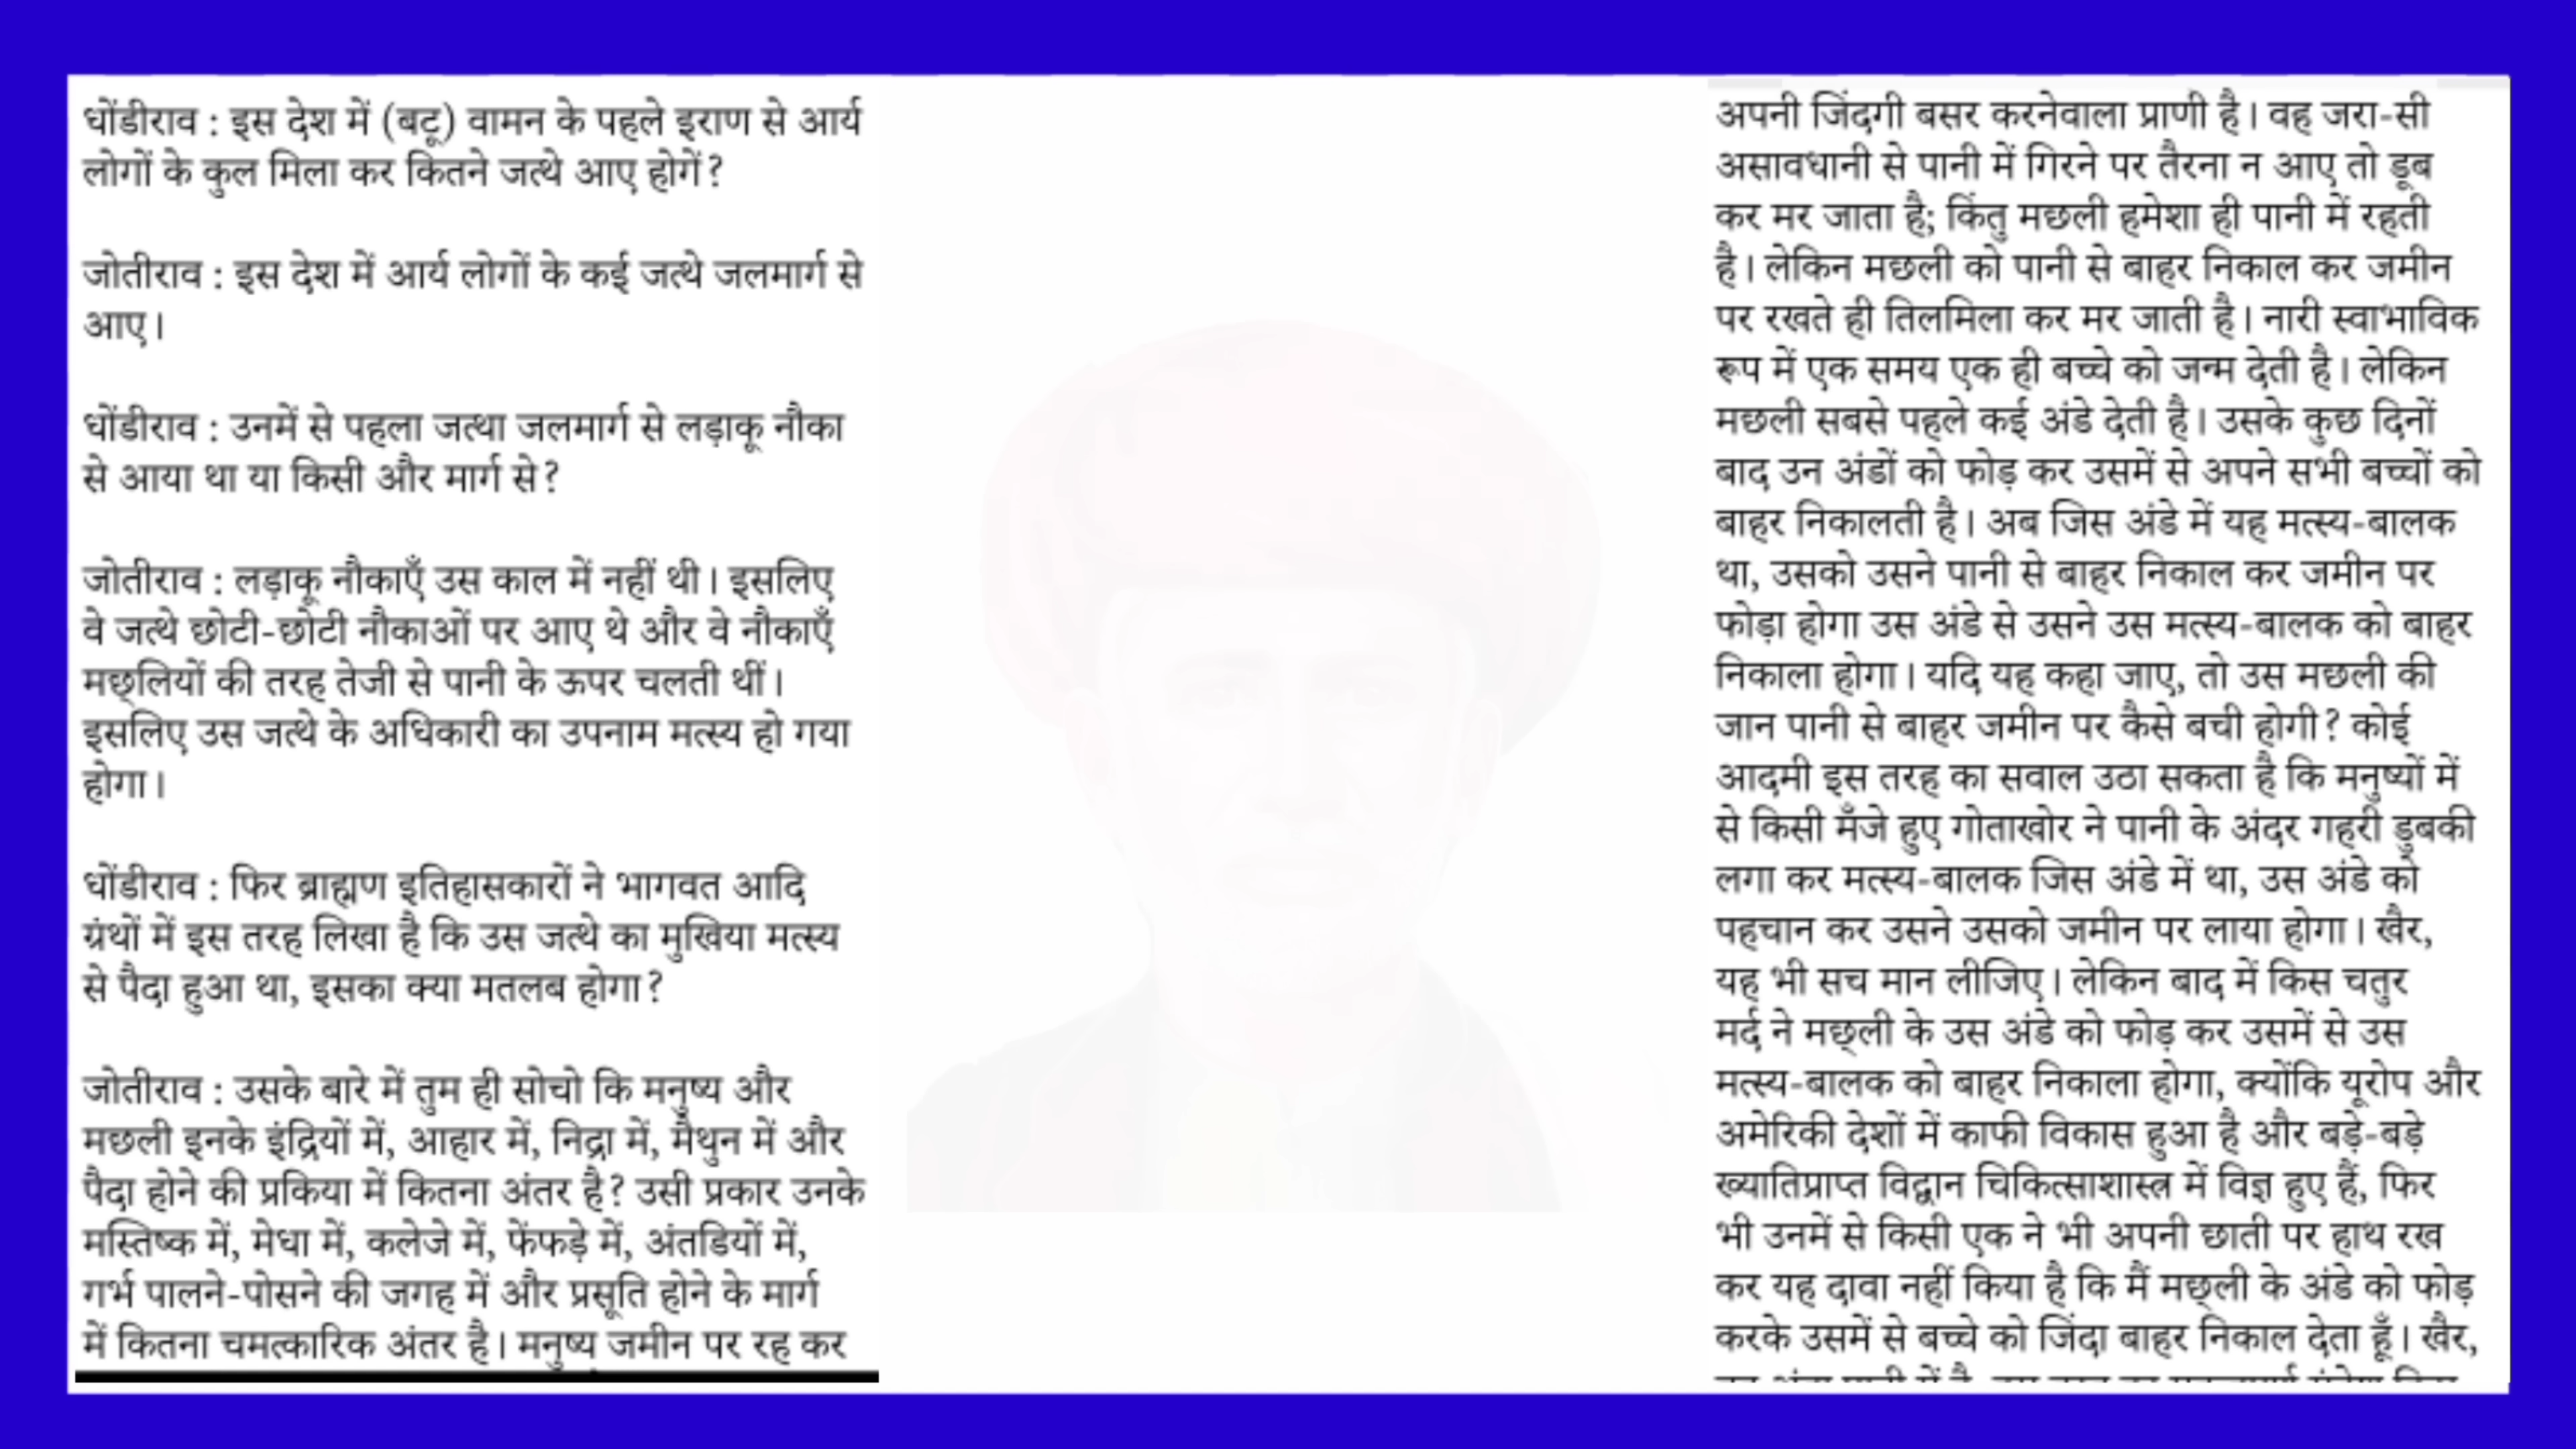 धोंडीराव : इस देश में (बटू) वामन के पहले इराण से आर्य
लोगों के कुल मिला कर कितने जत्थे आए होगें?
जोतीराव : इस देश में आर्य लोगों के कई जत्थे जलमार्ग से
आए।
धोंडीराव : उनमें से पहला जत्था जलमार्ग से लड़ाकू नौका
से आया था या किसी और मार्ग से?
जोतीराव : लड़ाकू नौकाएँ उस काल में नहीं थी। इसलिए
वे जत्थे छोटी-छोटी नौकाओं पर आए थे और वे नौकाएँ
मछ्लियों की तरह तेजी से पानी के ऊपर चलती थीं।
इसलिए उस जत्थे के अधिकारी का उपनाम मत्स्य हो गया
होगा।
धोंडीराव : फिर ब्राह्मण इतिहासकारों ने भागवत आदि
ग्रंथों में इस तरह लिखा है कि उस जत्थे का मुखिया मत्स्य
से पैदा हुआ था, इसका क्या मतलब होगा?
जोतीराव : उसके बारे में तुम ही सोचो कि मनुष्य और
मछली इनके इंद्रियों में, आहार में, निद्रा में, मैथुन में और
पैदा होने की प्रकिया में कितना अंतर है? उसी प्रकार उनके
मस्तिष्क में, मेधा में, कलेजे में, फेंफड़े में, अंतडियों में,
गर्भ पालने-पोसने की जगह में और प्रसूति होने के मार्ग
में कितना चमत्कारिक अंतर है। मनुष्य जमीन पर रह कर
अपनी जिंदगी बसर करनेवाला प्राणी है। वह जरा-सी
असावधानी से पानी में गिरने पर तैरना न आए तो डूब
कर मर जाता है; किंतु मछली हमेशा ही पानी में रहती
है। लेकिन मछली को पानी से बाहर निकाल कर जमीन
पर रखते ही तिलमिला कर मर जाती है। नारी स्वाभाविक
रूप में एक समय एक ही बच्चे को जन्म देती है। लेकिन
मछली सबसे पहले कई अंडे देती है। उसके कुछ दिनों
बाद उन अंडों को फोड़ कर उसमें से अपने सभी बच्चों को
बाहर निकालती है। अब जिस अंडे में यह मत्स्य-बालक
था, उसको उसने पानी से बाहर निकाल कर जमीन पर
फोड़ा होगा उस अंडे से उसने उस मत्स्य-बालक को बाहर
निकाला होगा। यदि यह कहा जाए, तो उस मछली की
जान पानी से बाहर जमीन पर कैसे बची होगी? कोई
आदमी इस तरह का सवाल उठा सकता है कि मनुष्यों में
से किसी मँजे हुए गोताखोर ने पानी के अंदर गहरी डुबकी
लगा कर मत्स्य-बालक जिस अंडे में था, उस अंडे को
पहचान कर उसने उसको जमीन पर लाया होगा। खैर,
यह भी सच मान लीजिए। लेकिन बाद में किस चतुर
मर्द ने मछ्ली के उस अंडे को फोड़ कर उसमें से उस
मत्स्य-बालक को बाहर निकाला होगा, क्योंकि यूरोप और
अमेरिकी देशों में काफी विकास हुआ है और बड़े-बड़े
ख्यातिप्राप्त विद्वान चिकित्साशास्त्र में विज्ञ हुए हैं, फिर
भी उनमें से किसी एक ने भी अपनी छाती पर हाथ रख
कर यह दावा नहीं किया है कि मैं मछ्ली के अंडे को फोड़
करके उसमें से बच्चे को जिंदा बाहर निकाल देता हूँ। खैर,